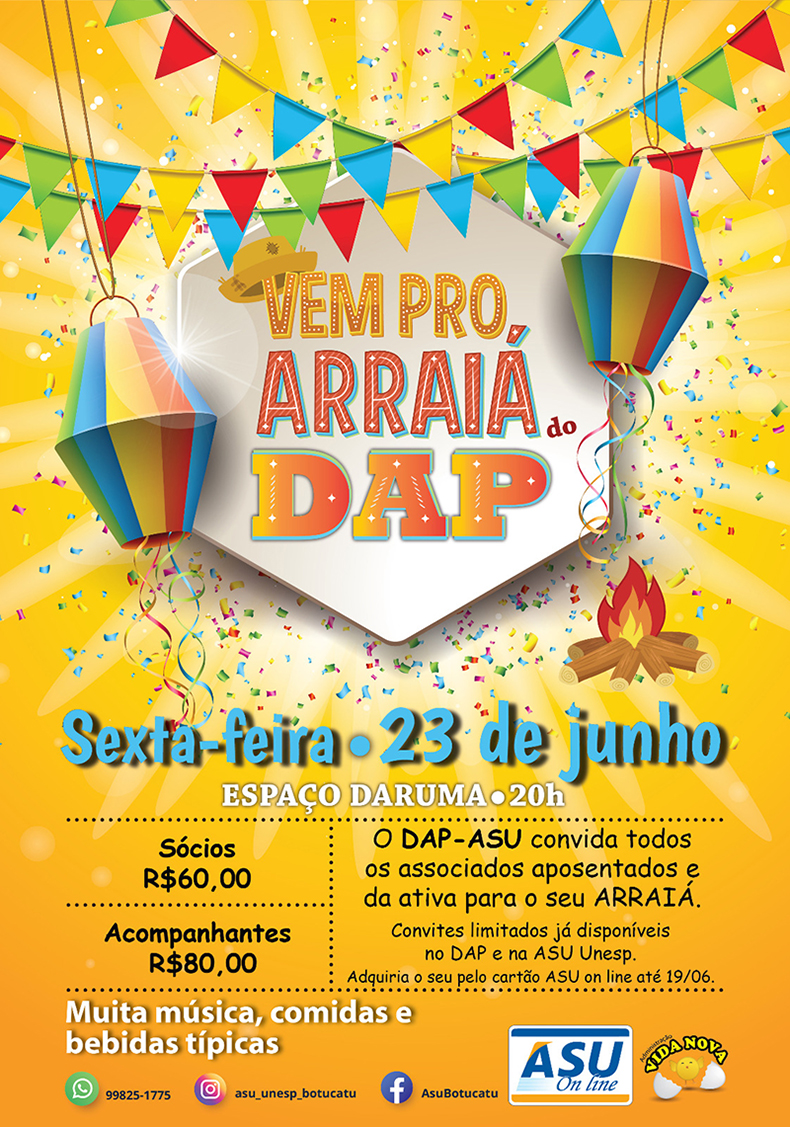 VEM PRO
ARRAIÁ do
DAP
Sexta-feira • 23 de junho
ESPAÇO DARUMA • 20h
Sócios
R$60,00
Acompanhantes
R$80,00
O DAP-ASU convida todos
os associados aposentados e
da ativa para o seu ARRAIÁ.
Convites limitados já disponíveis
no DAP e na ASU Unesp.
Adquiria o seu pelo cartão ASU on line até 19/06.
Muita música, comidas e
bebidas típicas
99825-1775
asu_unesp_botucatu
AsuBotucatu
ASU
On line
Administração
VIDA NOVA